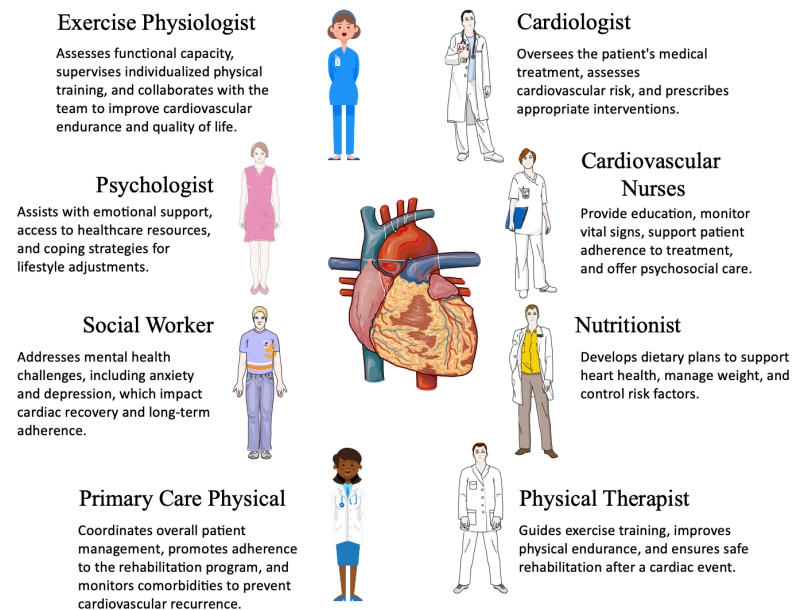 Exercise Physiologist
Assesses functional capacity,
supervises individualized physical
training, and collaborates with the
team to improve cardiovascular
endurance and quality of life.
Cardiologist
Oversees the patient's medical
treatment, assesses
cardiovascular risk, and prescribes
appropriate interventions.
Psychologist
Assists with emotional support,
access to healthcare resources,
and coping strategies for
lifestyle adjustments.
Cardiovascular
Nurses
Provide education, monitor
vital signs, support patient
adherence to treatment,
and offer psychosocial care.
Social Worker
Addresses mental health
challenges, including anxiety
and depression, which impact
cardiac recovery and long-term
adherence.
Nutritionist
Develops dietary plans to support
heart health, manage weight, and
control risk factors.
Primary Care Physical
Coordinates overall patient
management, promotes adherence
to the rehabilitation program, and
monitors comorbidities to prevent
cardiovascular recurrence.
Physical Therapist
Guides exercise training, improves
physical endurance, and ensures safe
rehabilitation after a cardiac event.